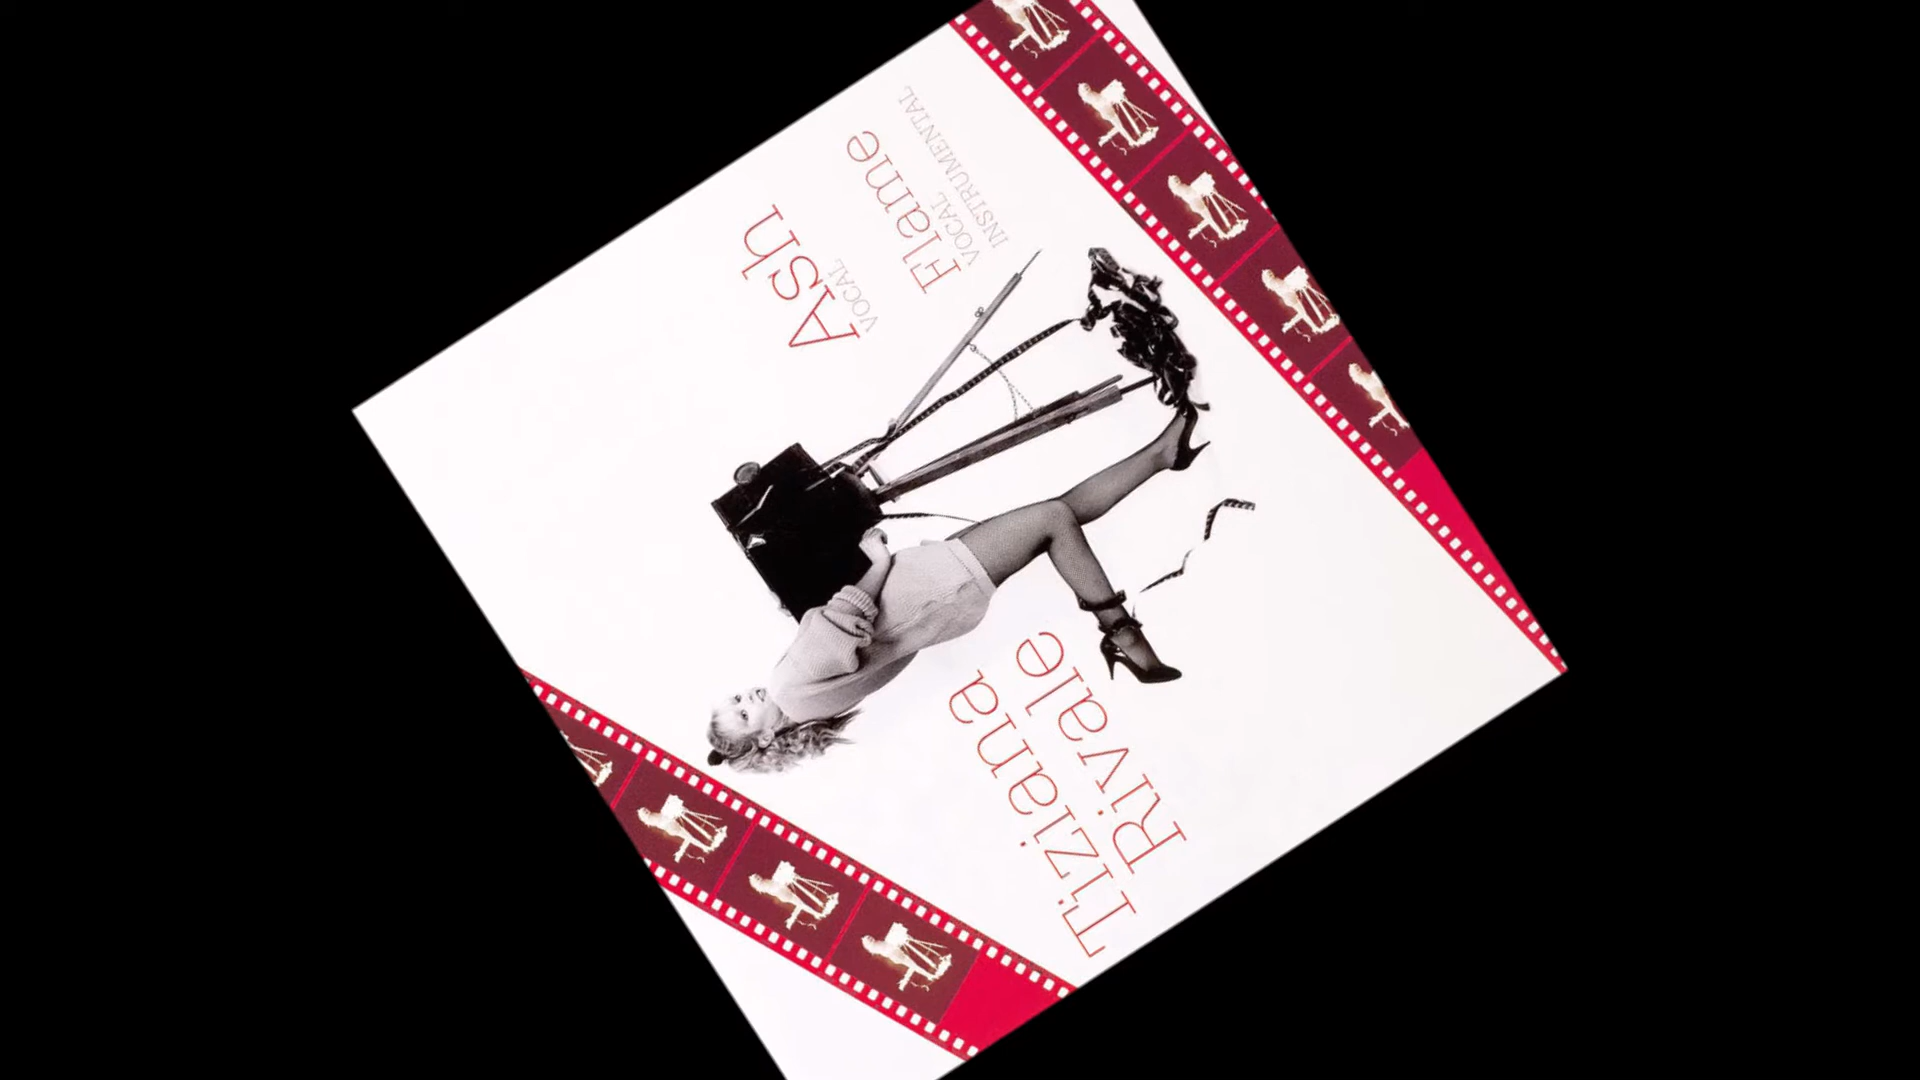 Tiziana
Rivale
Ash
VOCAL
Flame
VOCAL
INSTRUMENTAL